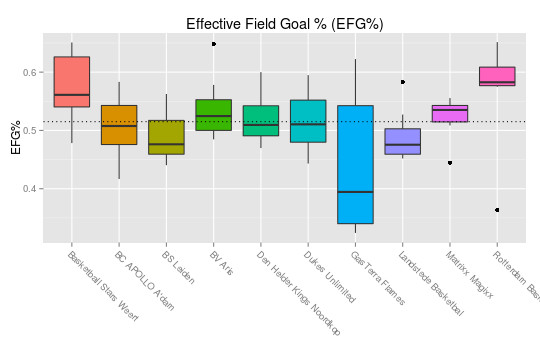 Effective Field Goal % (EFG%)
EFG%
0.6
0.5
0.4
Basketball Stars Weert
BC APOLLO A'dam
BS Leiden
BV Aris
Den Helder Kings Noordkop
Dukes Unlimited
GasTerra Flames
Landstede Basketbal
Matrixx Magixx
Rotterdam Bas